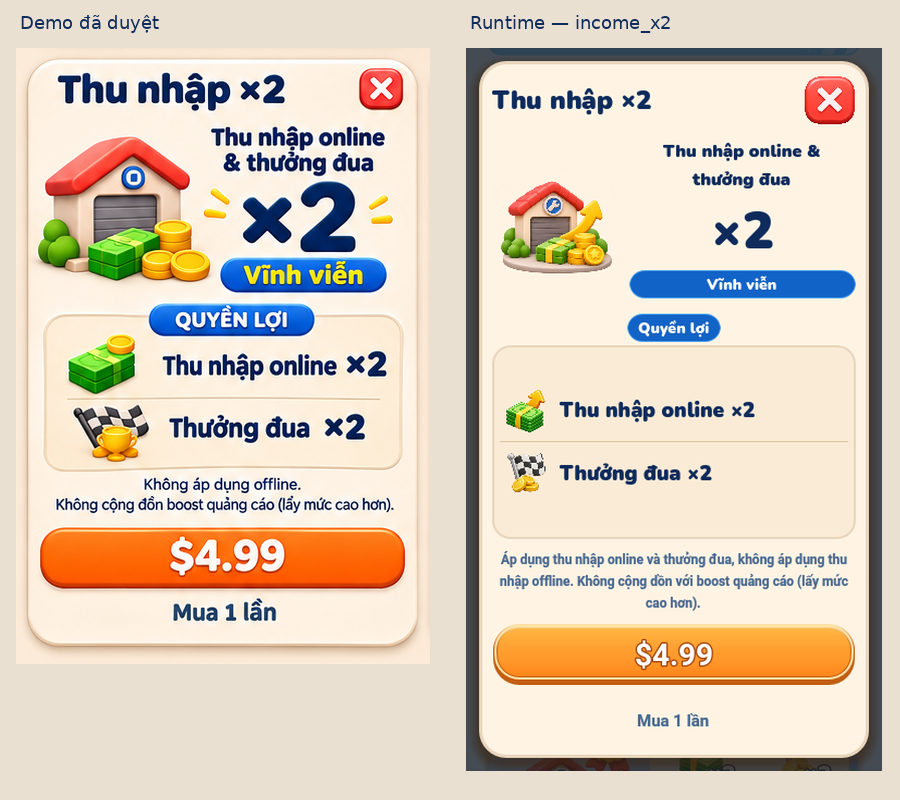 Demo đã duyệt
Thu nhập ×2
Thu nhập online
& thưởng đua
×2
Vĩnh viễn
QUYỀN LỢI
Thu nhập online ×2
Thưởng đua ×2
Không áp dụng offline.
Không cộng đồn boost quảng cáo (lấy mức cao hơn).
$4.99
Mua 1 lần
Runtime — income_x2
Thu nhập ×2
Thu nhập online &
thưởng đua
×2
Vĩnh viễn
Quyền lợi
Thu nhập online ×2
Thưởng đua ×2
Áp dụng thu nhập online và thưởng đua, không áp dụng thu
nhập offline. Không cộng dồn với boost quảng cáo (lấy mức
cao hơn).
$4.99
Mua 1 lần